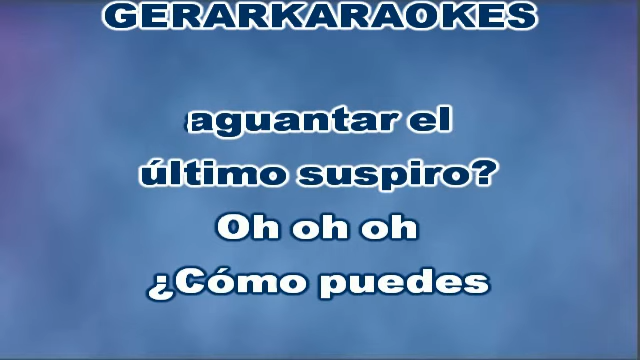 GERARKARAOKES
aguantar el
último suspiro?
Oh oh oh
¿Cómo puedes